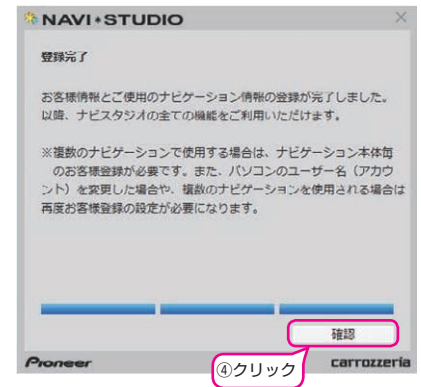 NAVI*STUDIO
登録完了
お客様情報とご使用のナビゲーション情報の登録が完了しました。
以降、ナビスタジオの全ての機能をご利用いただけます。
※複数のナビゲーションで使用する場合は、ナビゲーション本体毎
のお客様登録が必要です。また、パソコンのユーザー名（アカウ
ント）を変更した場合や、複数のナビゲーションを使用される場合は
再度お客様登録の設定が必要になります。
確認
Pioneer
④クリック
carrozzeria